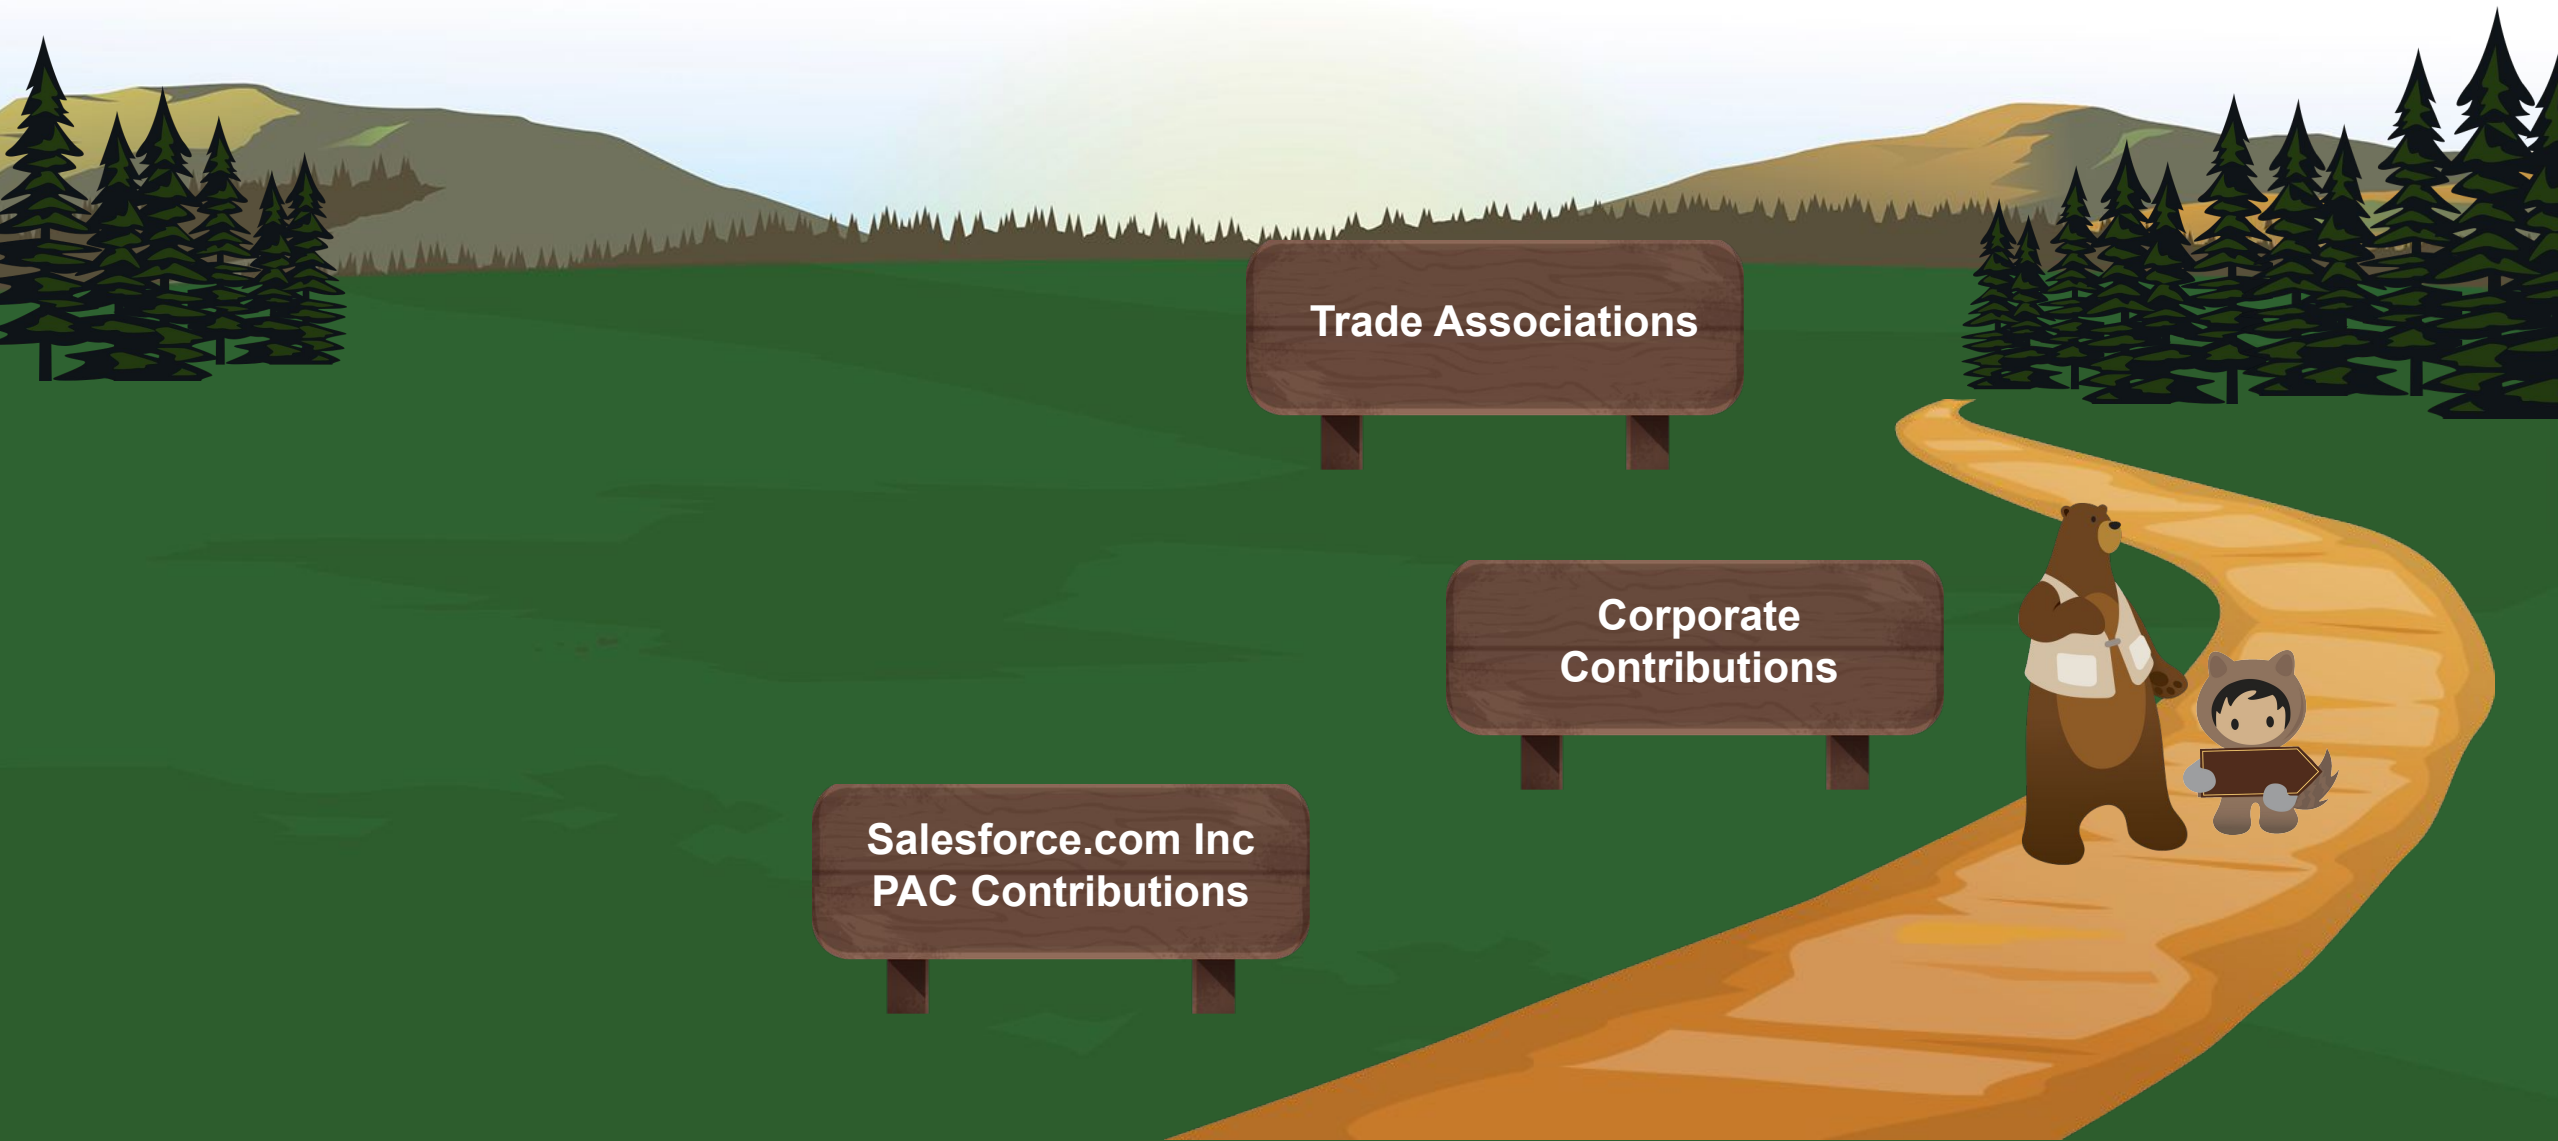 Trade Associations
Corporate
Contributions
Salesforce.com Inc
PAC Contributions